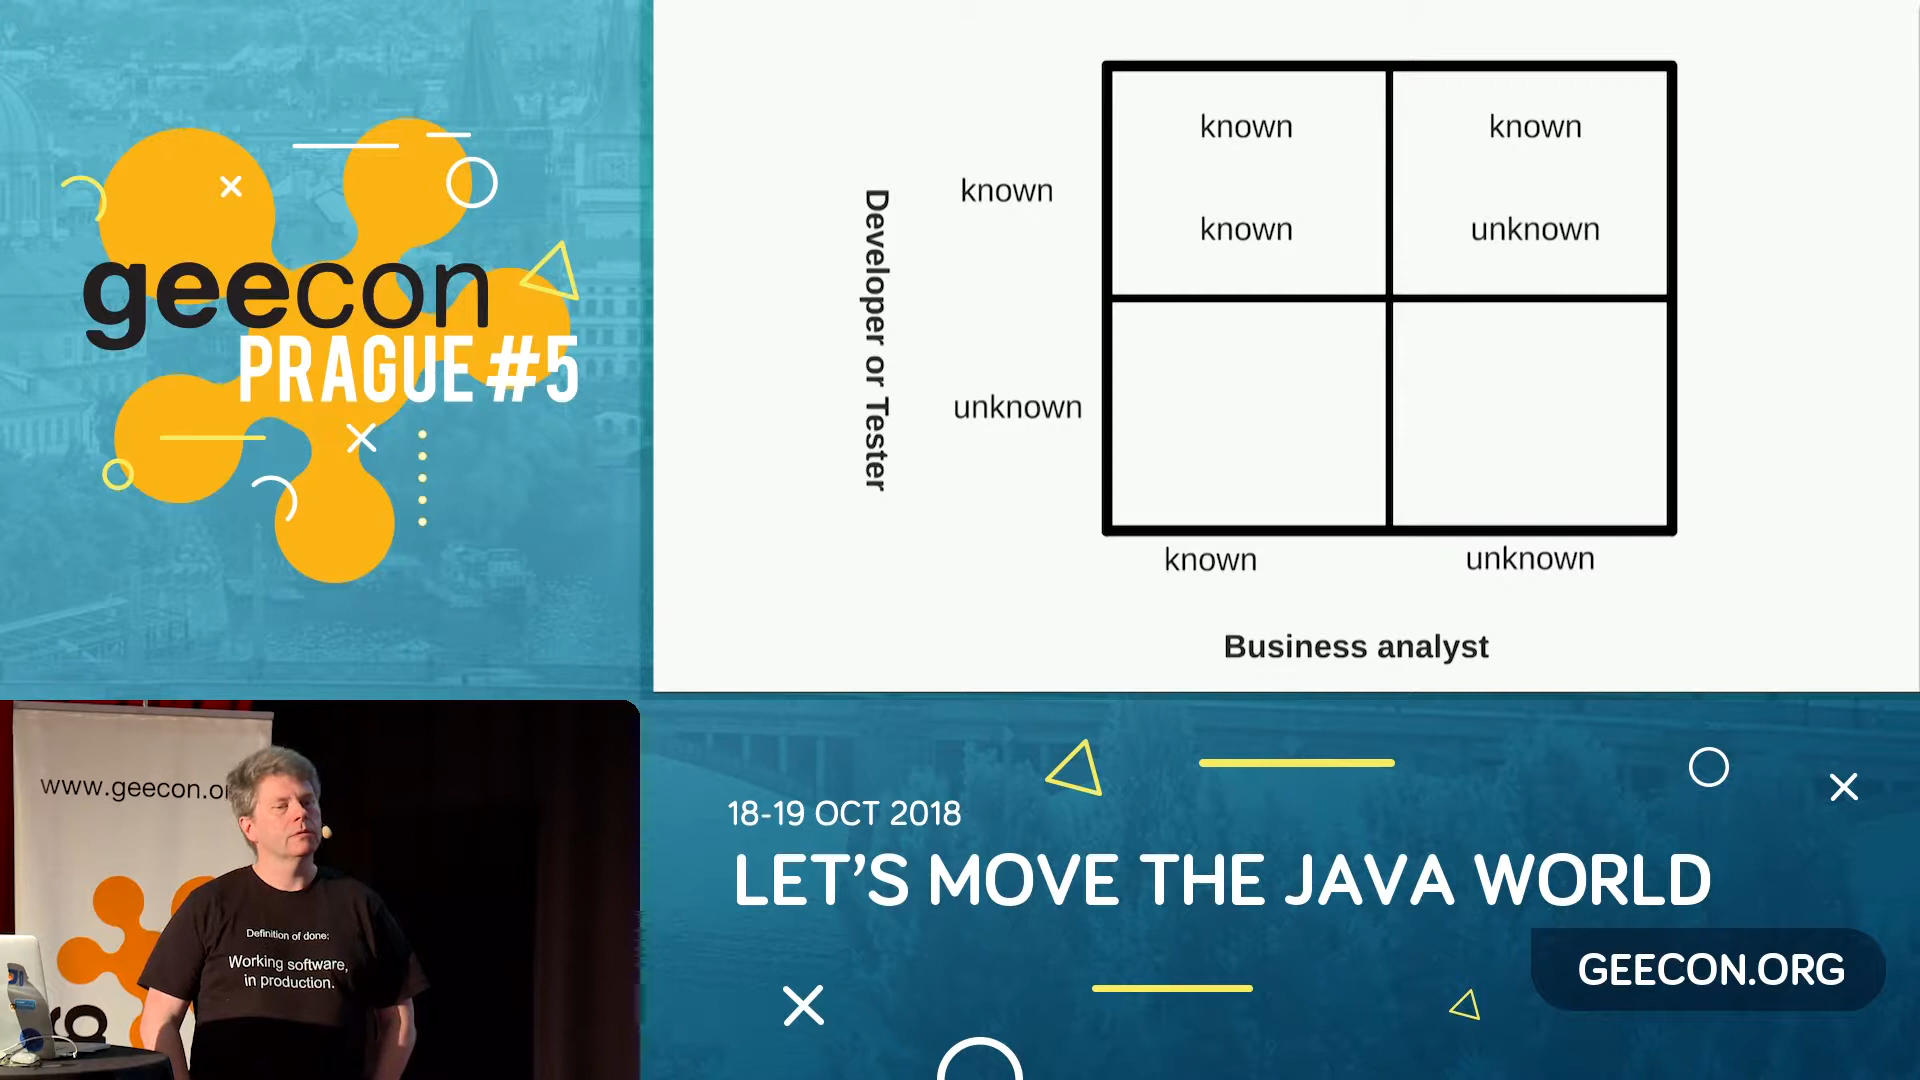 geecon
PRAGUE #5
known
known
known
known
known
unknown
unknown
Developer or Tester
known
unknown
Business analyst
www.geecon.or
Definition of done:
Working software,
in production.
18-19 OCT 2018
LET'S MOVE THE JAVA WORLD
GEECON.ORG